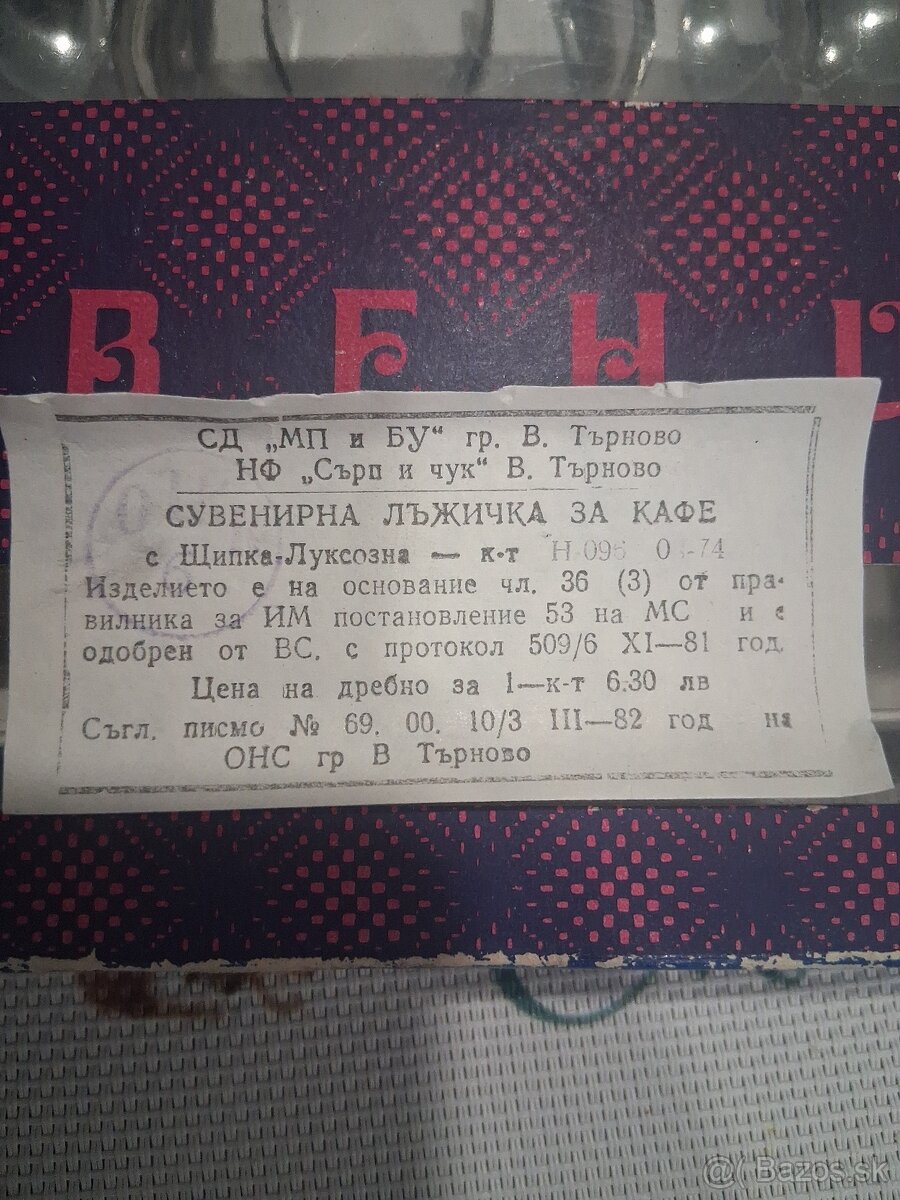 В Е Н
СД „МП и БУ“ гр. В. Търново
НФ „Сърп и чук“ В. Търново
СУВЕНИРНА ЛЪЖИЧКА ЗА КАФЕ
с Щипка-Луксозна — к-т Н-096
Изделието е на основание чл. 36 (3) от пра-
вилника за ИМ постановление 53 на МС и е
одобрен от ВС. с протокол 509/6 XI—81 год.
Цена на дребно за 1—к-т 6.30 лв
Съгл. писмо № 69. 00. 10/3 III—82 год на
ОНС гр В Търново
@( Bazos.sk